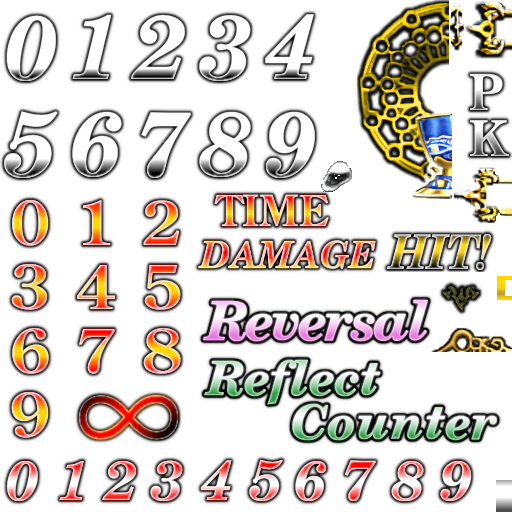 01234
P
K
56789
012
TIME
DAMAGE HIT!
345
Reversal
678
Reflect
Counter
9∞
0123456789